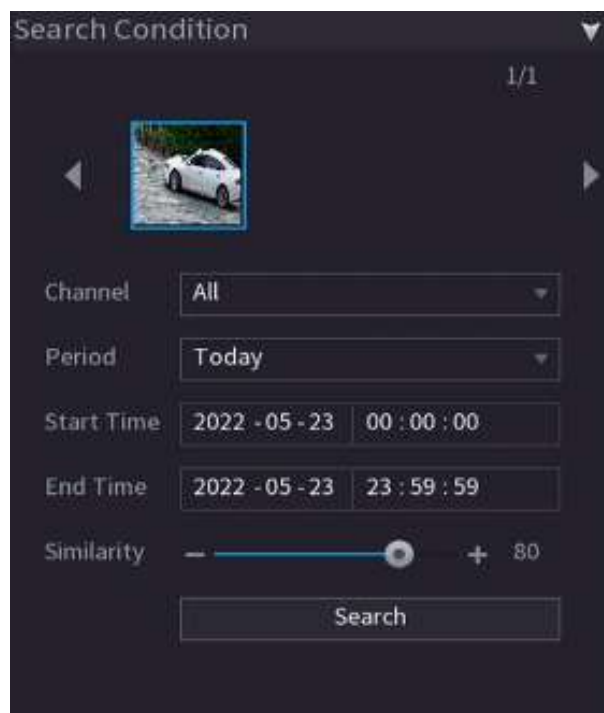 Search Condition
1/1
Channel All
Period Today
Start Time 2022 - 05 - 23 00 : 00 : 00
End Time 2022 - 05 - 23 23 : 59 : 59
Similarity − + 80
Search